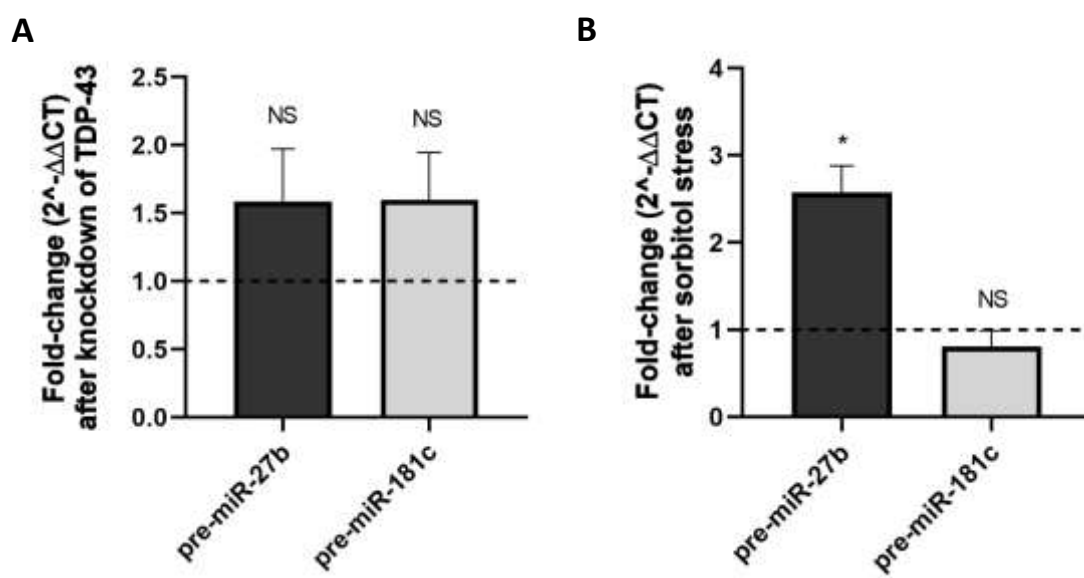 A
Fold-change (2^-ΔΔCT)
after knockdown of TDP-43
2.5
2.0
1.5
1.0
0.5
0.0
NS
NS
pre-miR-27b
pre-miR-181c
B
Fold-change (2^-ΔΔCT)
after sorbitol stress
4
3
2
1
0
*
NS
pre-miR-27b
pre-miR-181c